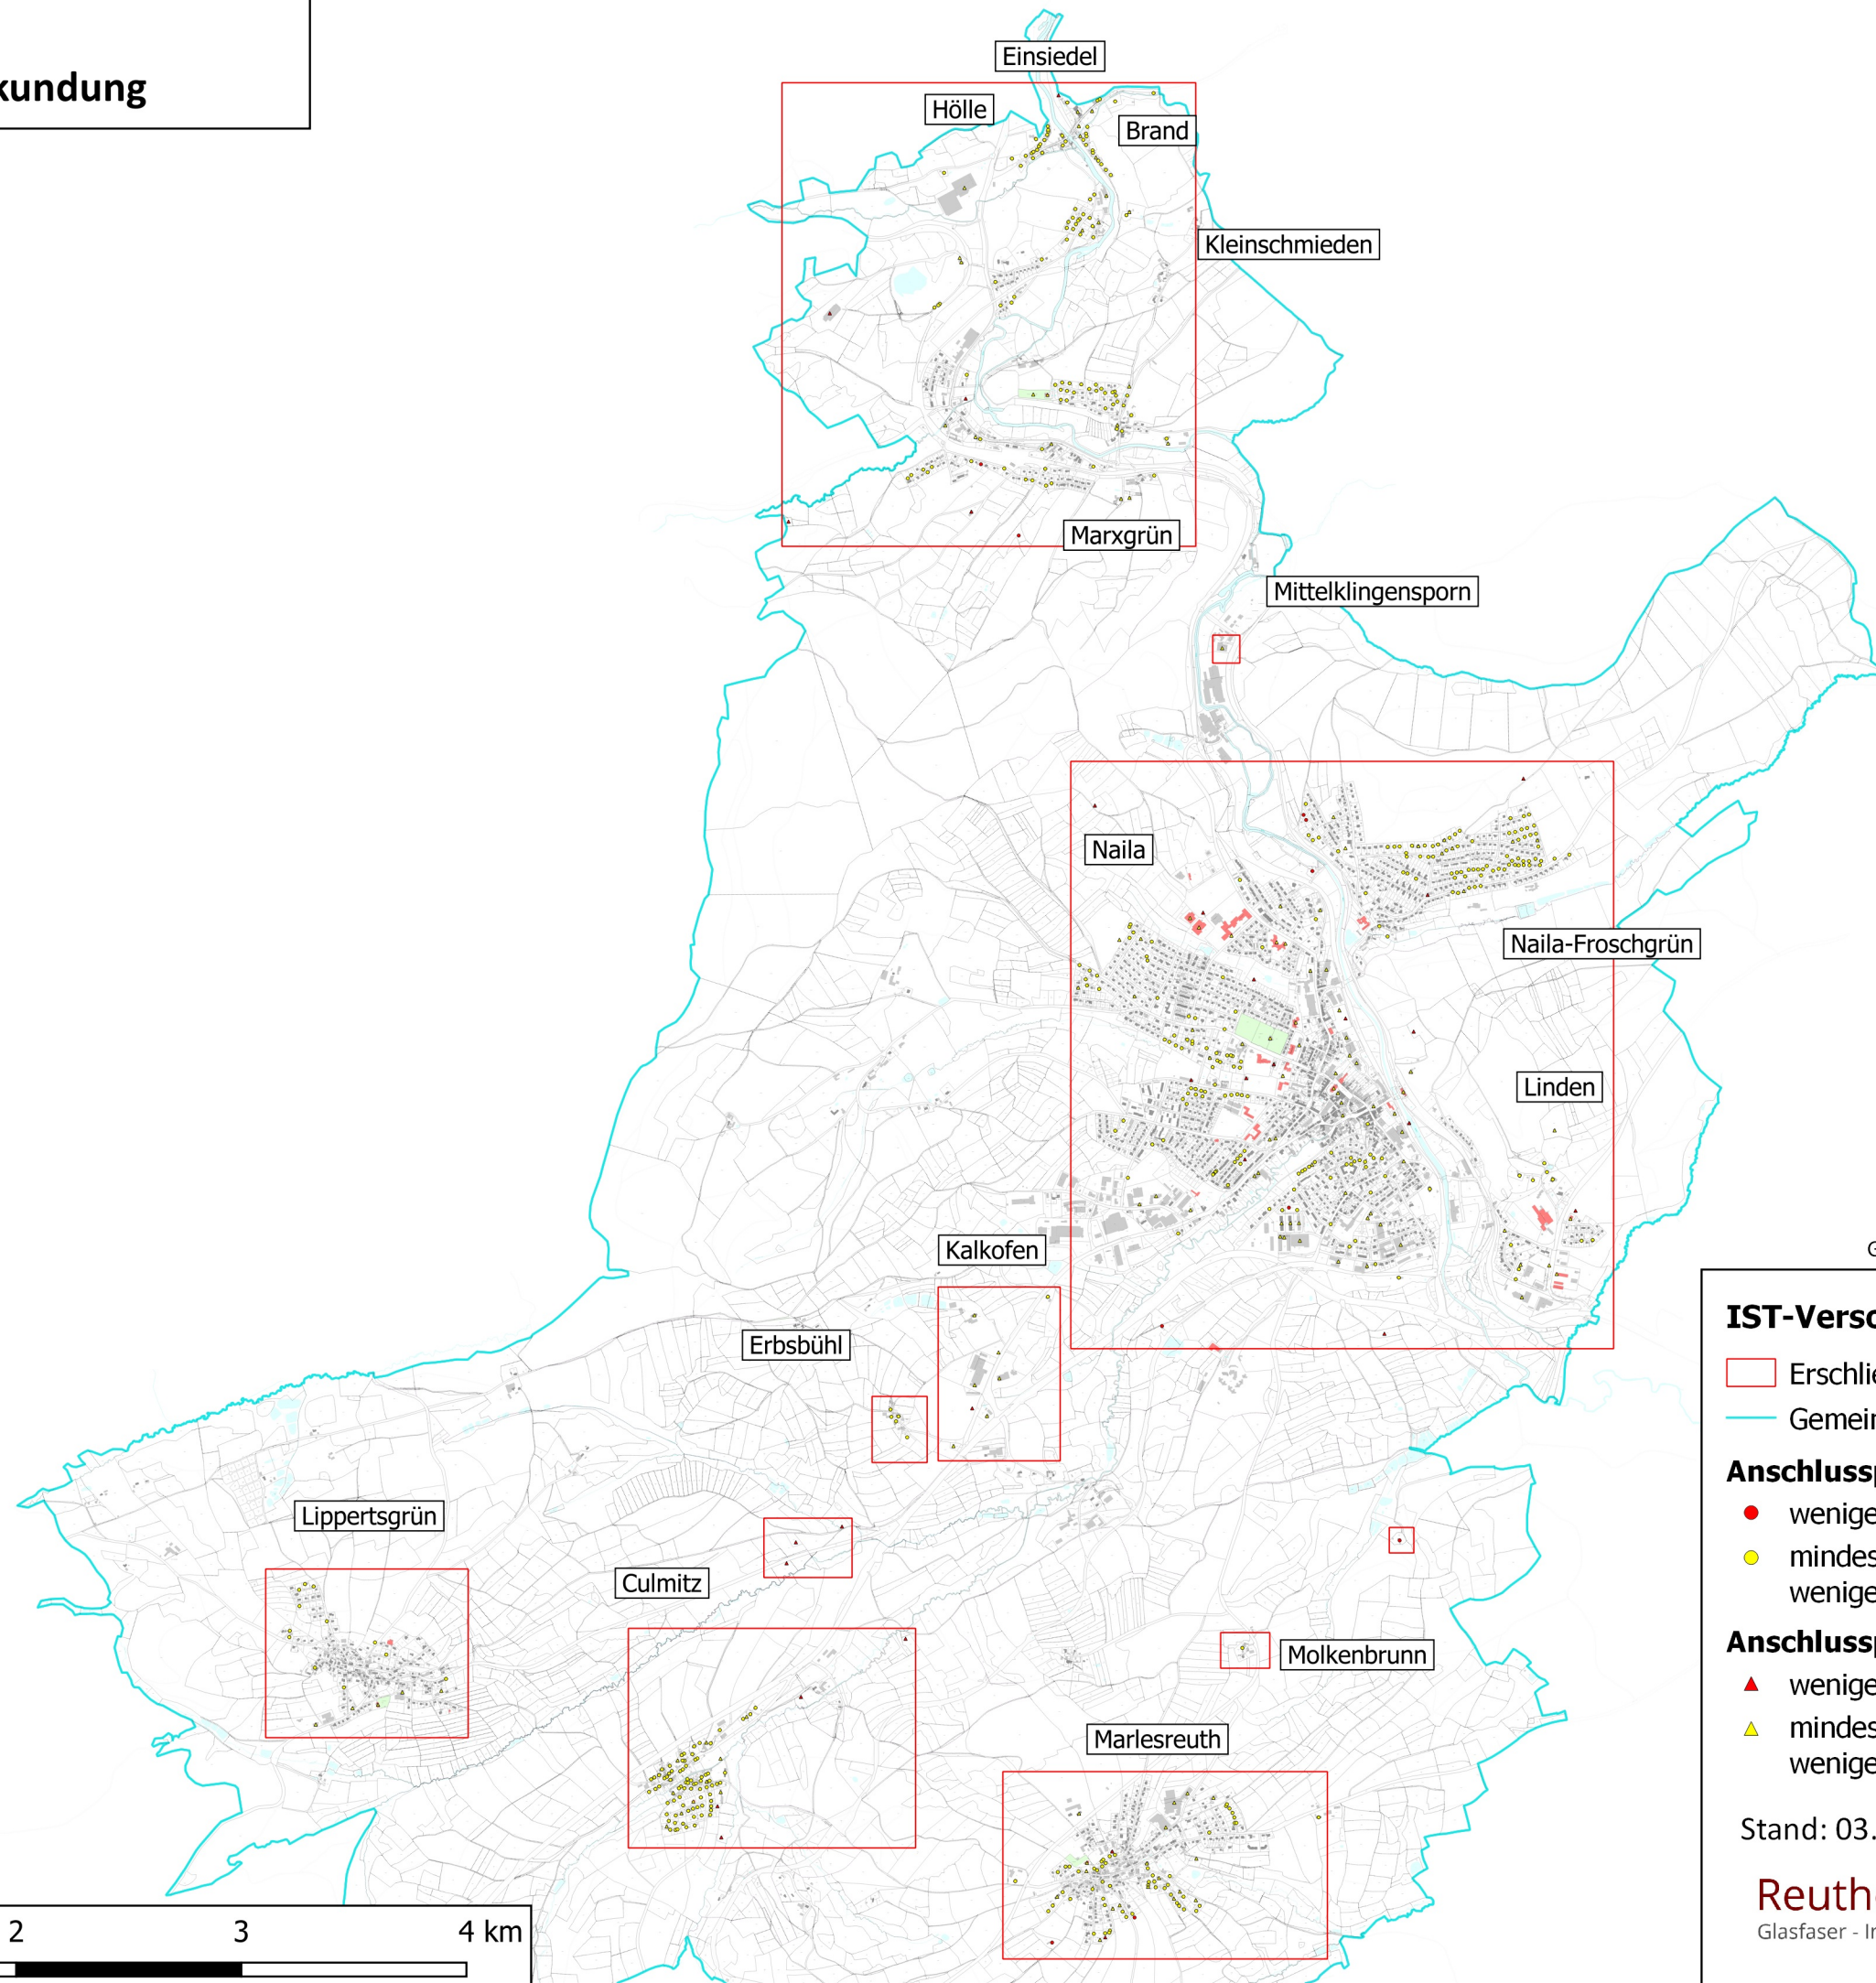 kundung
Einsiedel
Hölle
Brand
Kleinschmieden
Marxgrün
Mittelklingensporn
Naila
Naila-Froschgrün
Linden
Kalkofen
Erbsbühl
Lippertsgrün
Culmitz
Molkenbrunn
Marlesreuth
2 3 4 km
G
IST-Verso
Erschlie
Gemein
Anschlussp
wenige
mindes
wenige
Anschlussp
wenige
mindes
wenige
Stand: 03.
Reuth
Glasfaser - In